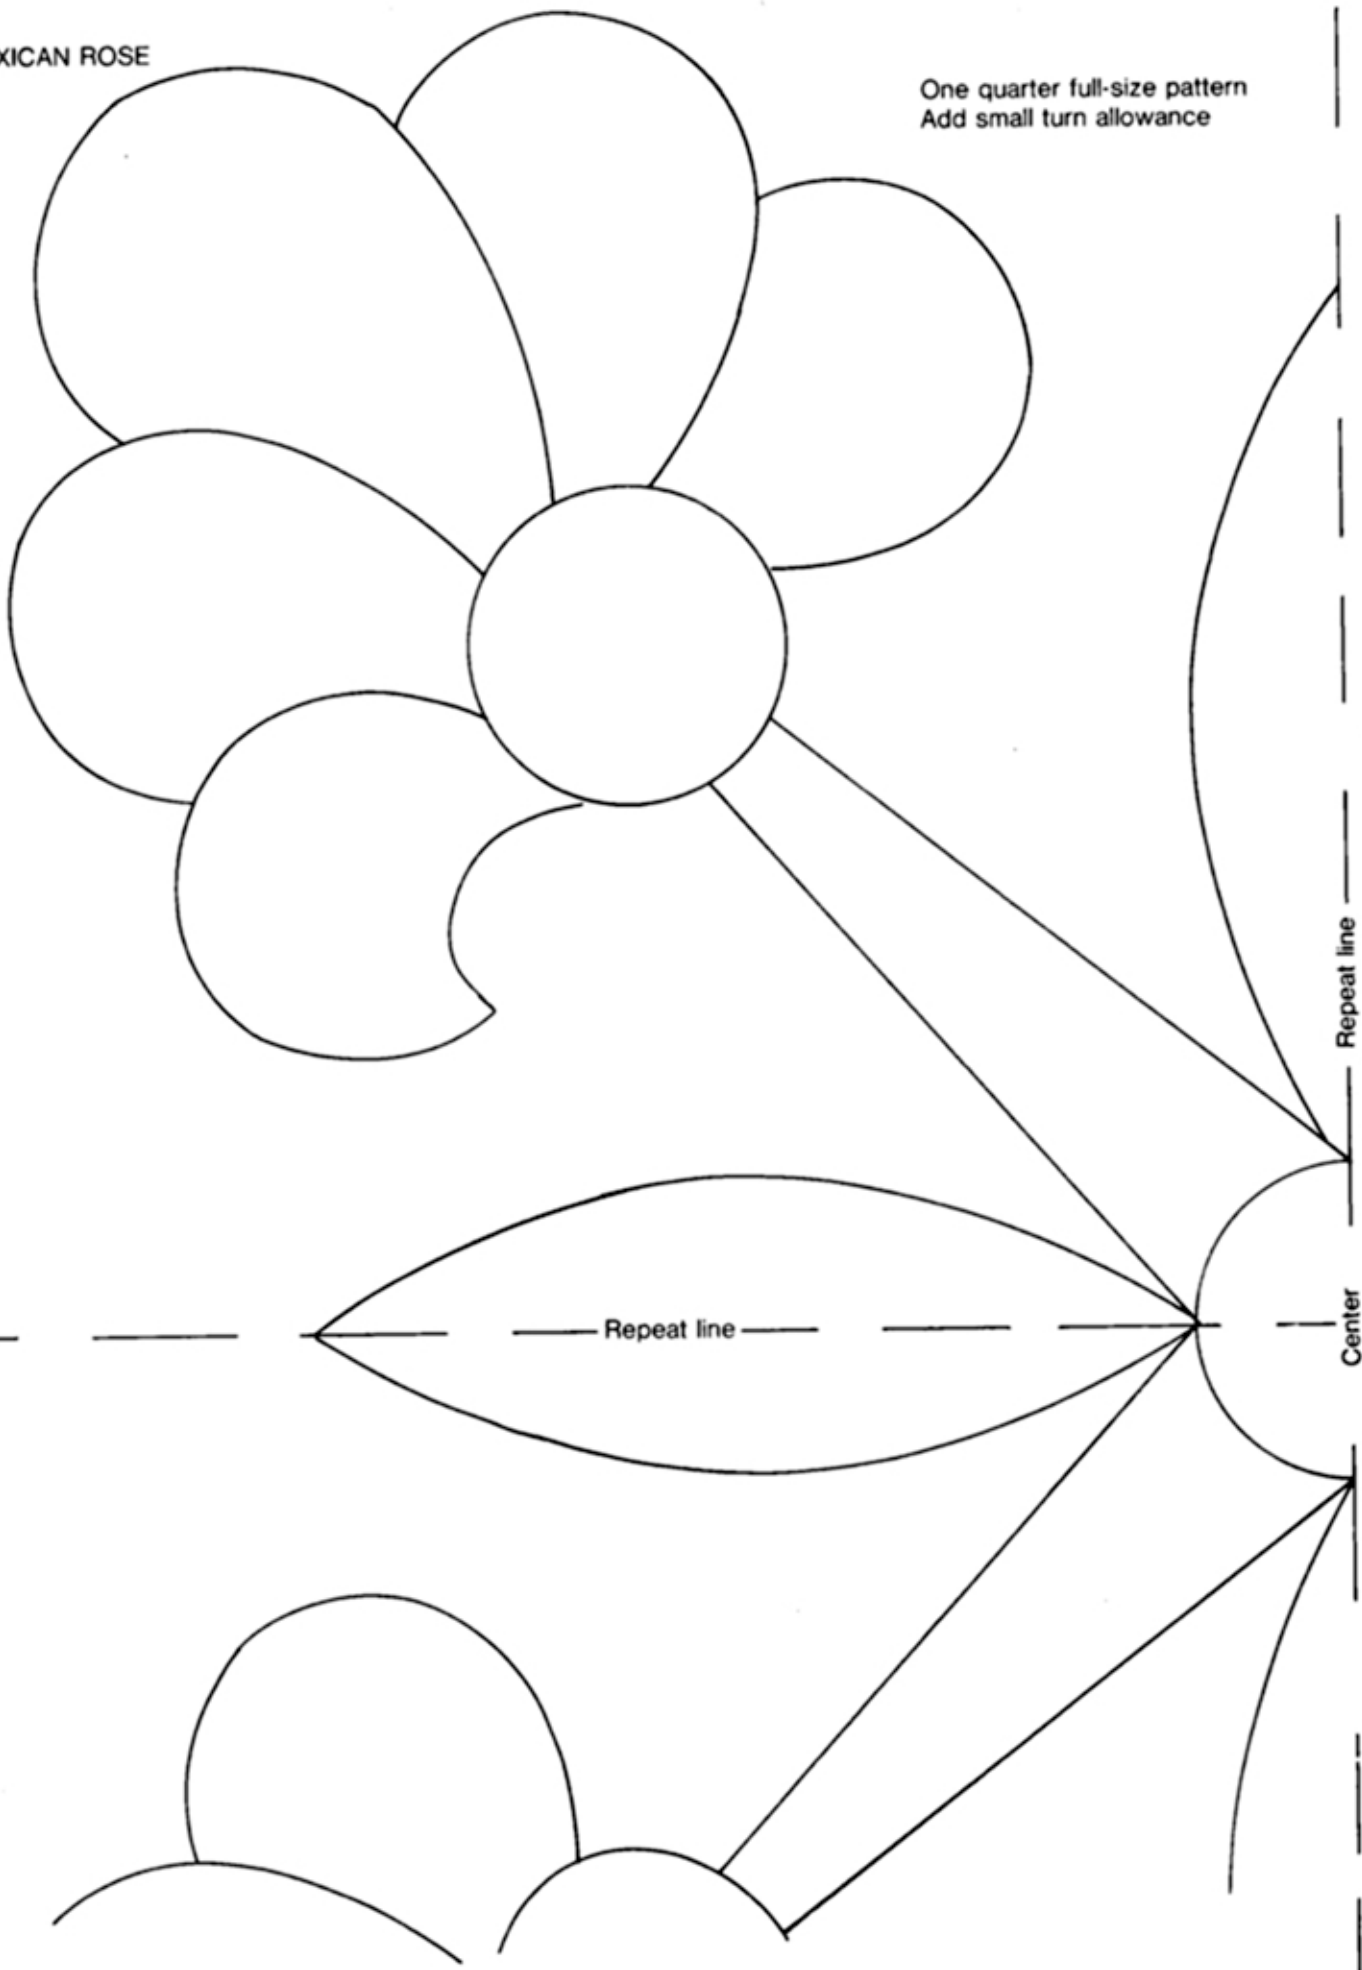 XICAN ROSE
One quarter full-size pattern
Add small turn allowance
Repeat line
Repeat line
Center